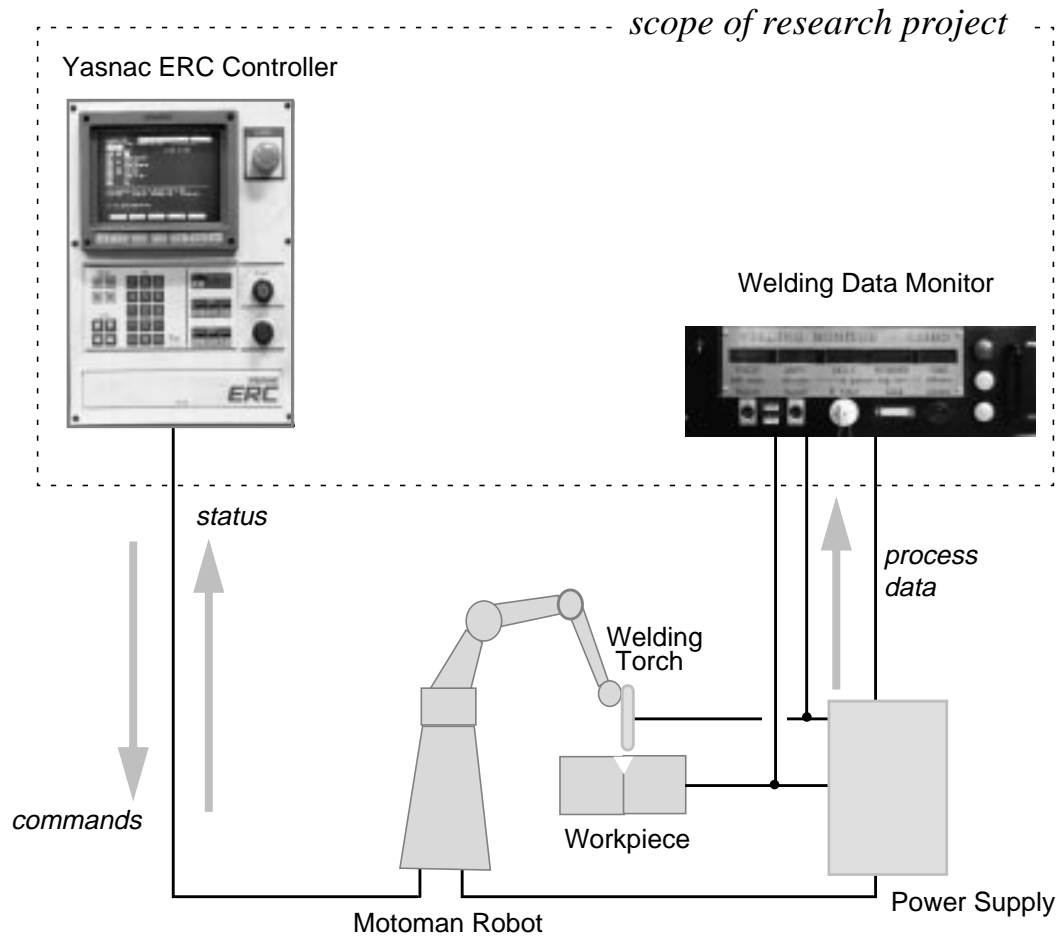 scope of research project
Yasnac ERC Controller
YASNAC
ERC
Welding Data Monitor
status
process
data
Welding
Torch
commands
Workpiece
Power Supply
Motoman Robot